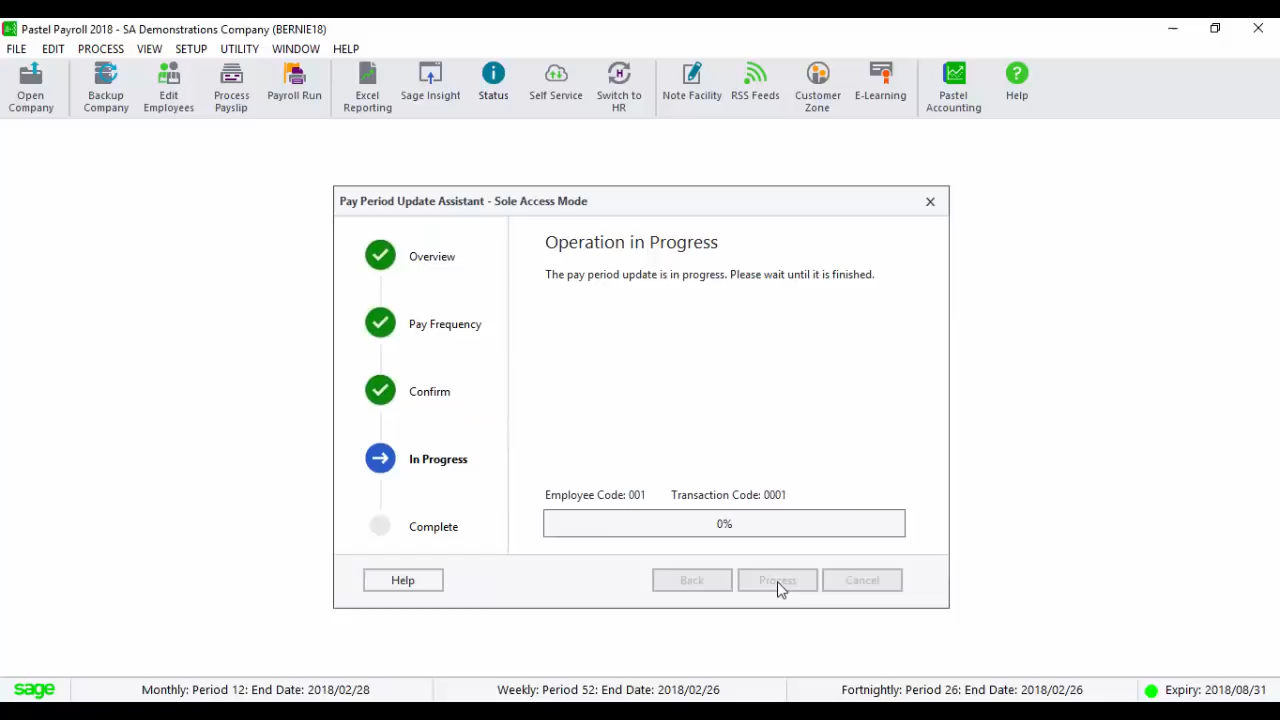 Pastel Payroll 2018 - SA Demonstrations Company (BERNIE18)
FILE EDIT PROCESS VIEW SETUP UTILITY WINDOW HELP
Open Company
Backup Company
Edit Employees
Process Payslip
Payroll Run
Excel Reporting
Sage Insight
Status
Self Service
Switch to HR
Note Facility
RSS Feeds
Customer Zone
E-Learning
Pastel Accounting
Help
Pay Period Update Assistant - Sole Access Mode
Overview
Pay Frequency
Confirm
In Progress
Complete
Operation in Progress
The pay period update is in progress. Please wait until it is finished.
Employee Code: 001 Transaction Code: 0001
0%
Help Back Process Cancel
sage Monthly: Period 12: End Date: 2018/02/28 Weekly: Period 52: End Date: 2018/02/26 Fortnightly: Period 26: End Date: 2018/02/26 Expiry: 2018/08/31